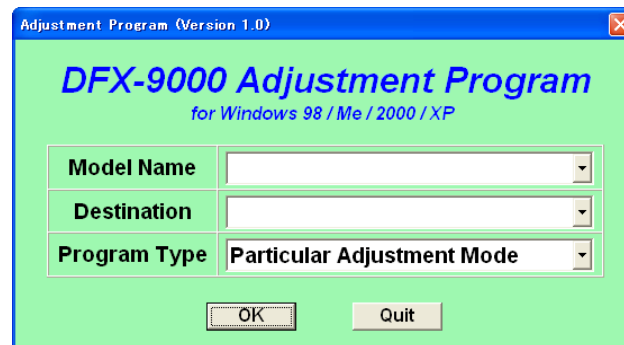 Adjustment Program (Version 1.0)
DFX-9000 Adjustment Program
for Windows 98 / Me / 2000 / XP
Model Name
Destination
Program Type Particular Adjustment Mode
OK Quit